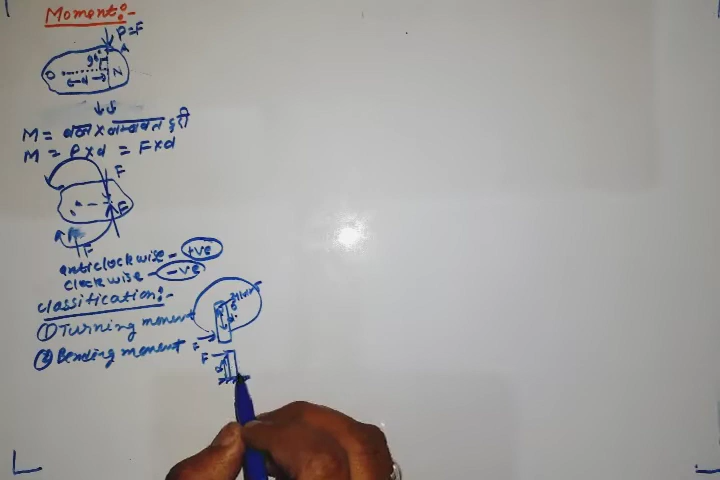 Moment:-
P=F
A
90°
O
N
d
M = बल × लम्बवत दूरी
M = P×d = F×d
F
F
F
anticlockwise - +ve
clockwise - -ve
classification:-
① Turning moment
F
② Bending moment
F